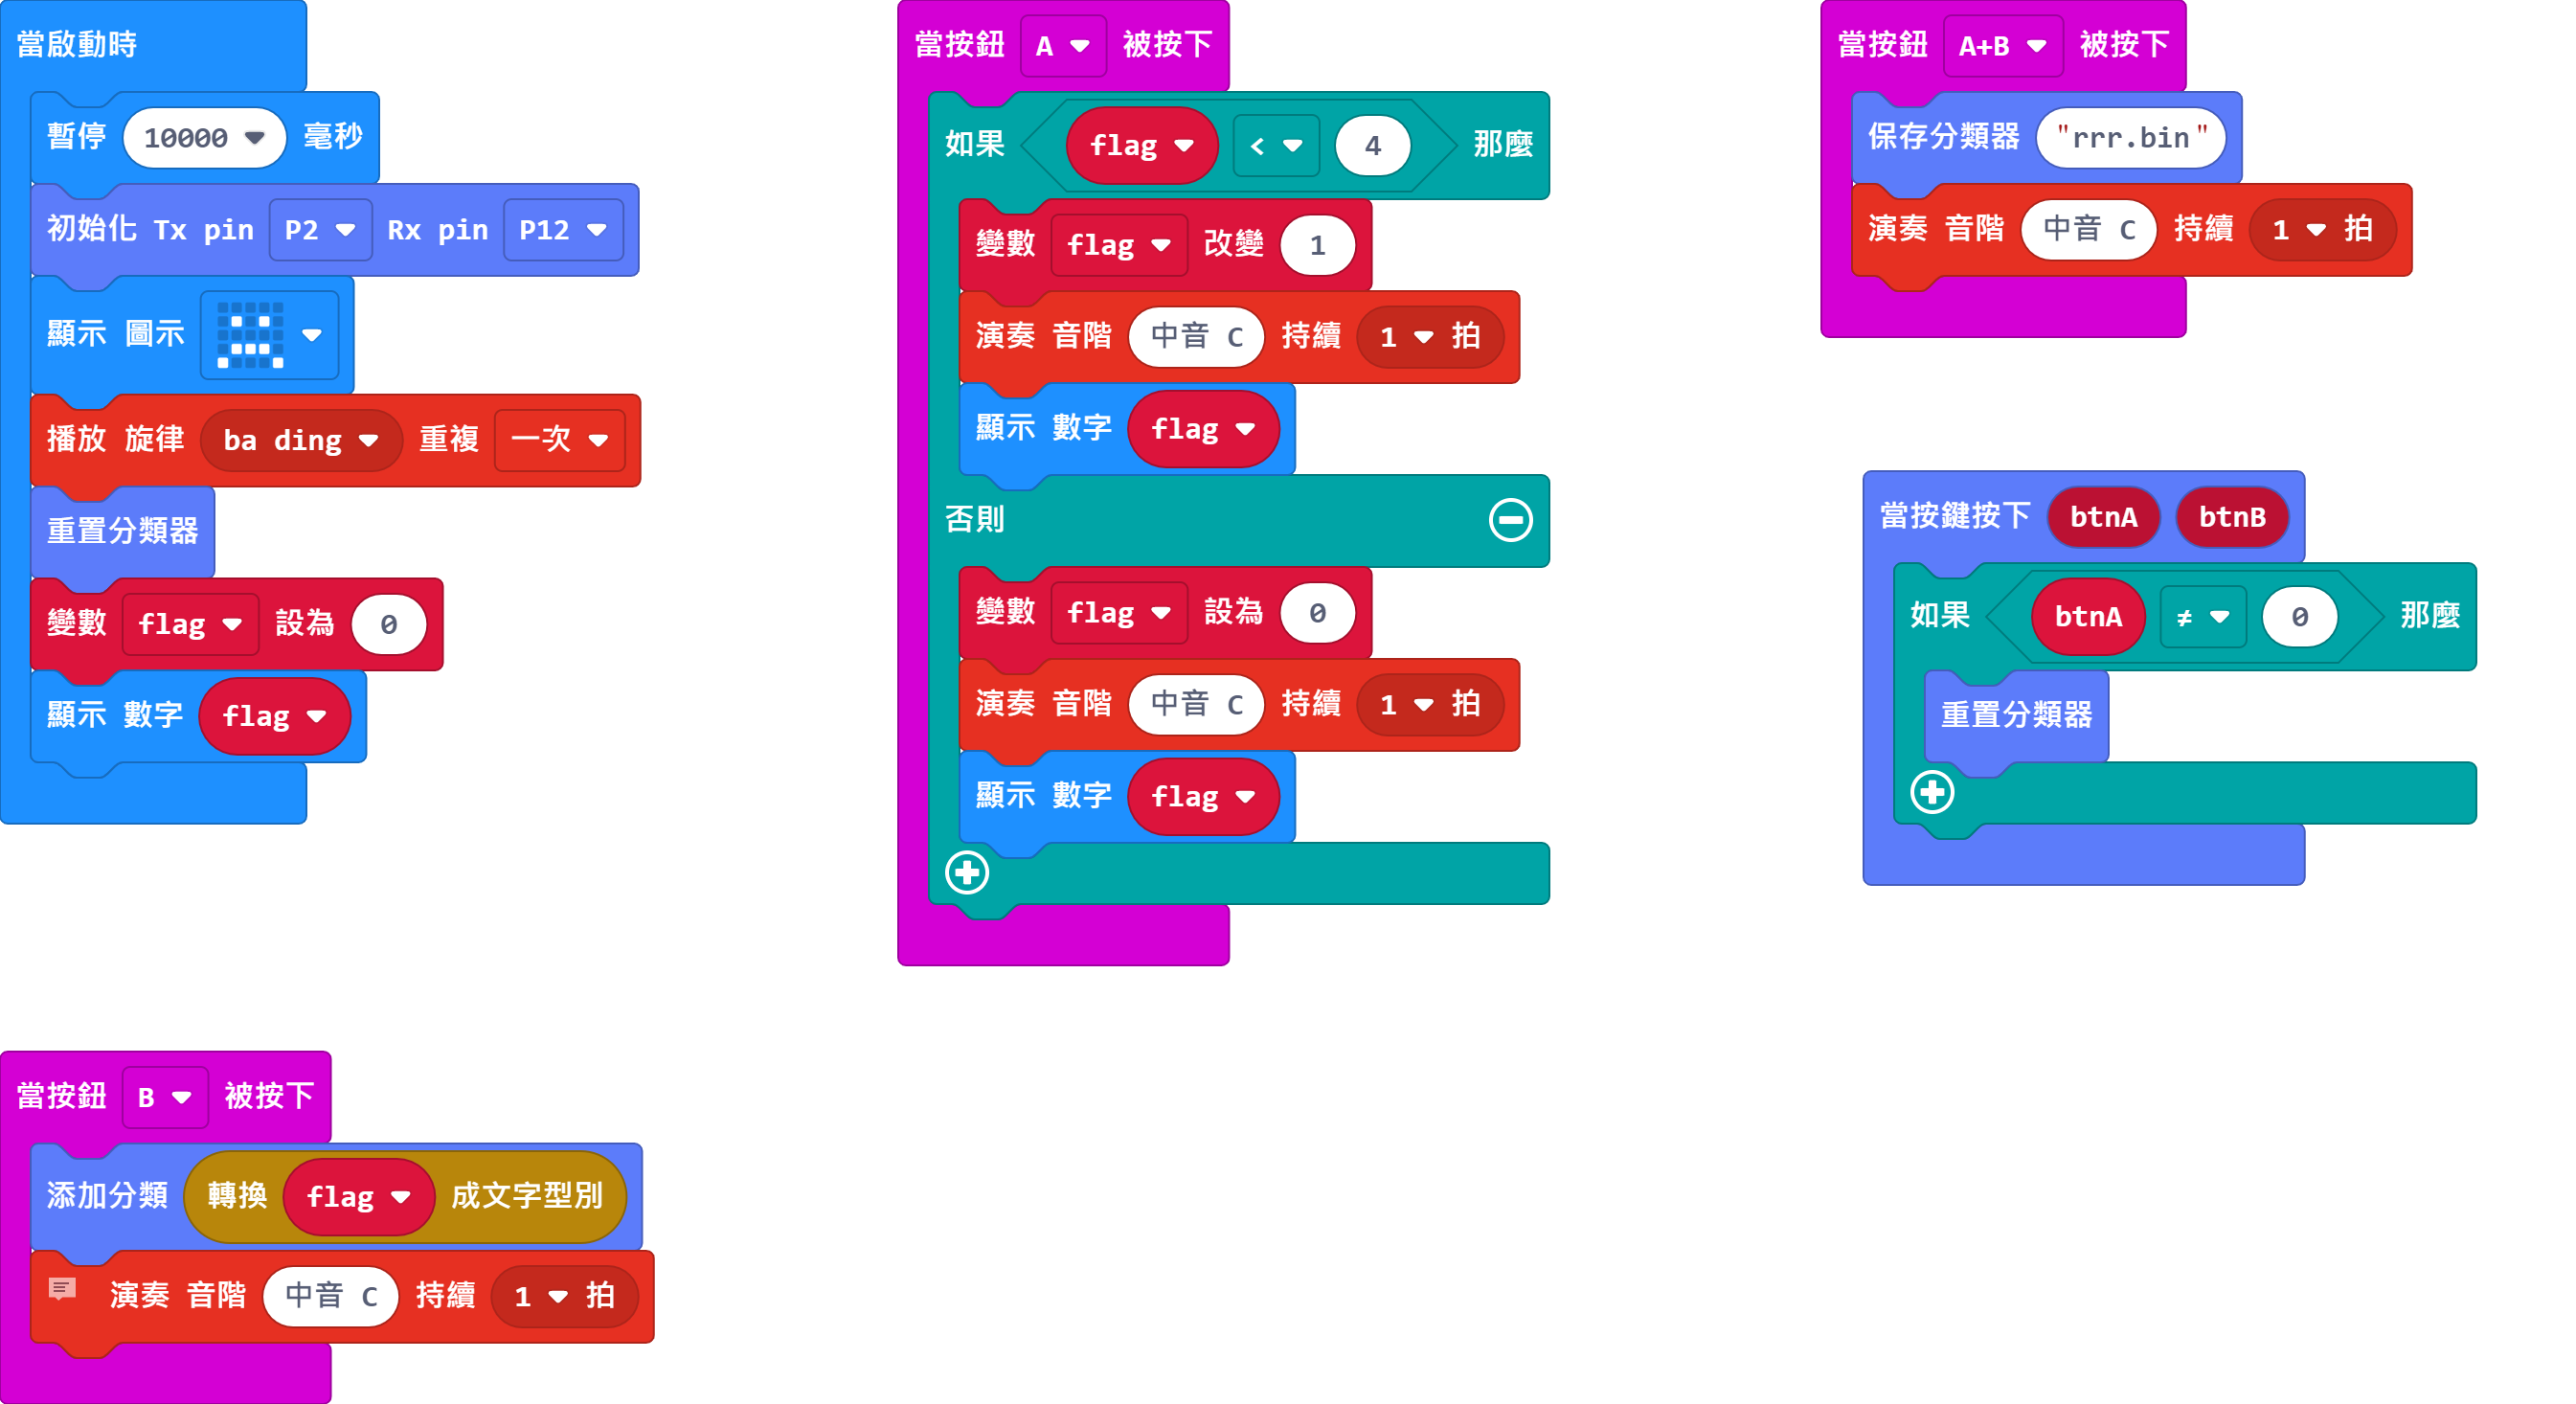 當啟動時
暫停 10000 毫秒
初始化 Tx pin P2 Rx pin P12
顯示 圖示
播放 旋律 ba ding 重複 一次
重置分類器
變數 flag 設為 0
顯示 數字 flag
當按鈕 A 被按下
如果 flag < 4 那麼
變數 flag 改變 1
演奏 音階 中音 C 持續 1 拍
顯示 數字 flag
否則
變數 flag 設為 0
演奏 音階 中音 C 持續 1 拍
顯示 數字 flag
當按鈕 A+B 被按下
保存分類器 "rrr.bin"
演奏 音階 中音 C 持續 1 拍
當按鍵按下 btnA btnB
如果 btnA ≠ 0 那麼
重置分類器
當按鈕 B 被按下
添加分類 轉換 flag 成文字型別
演奏 音階 中音 C 持續 1 拍